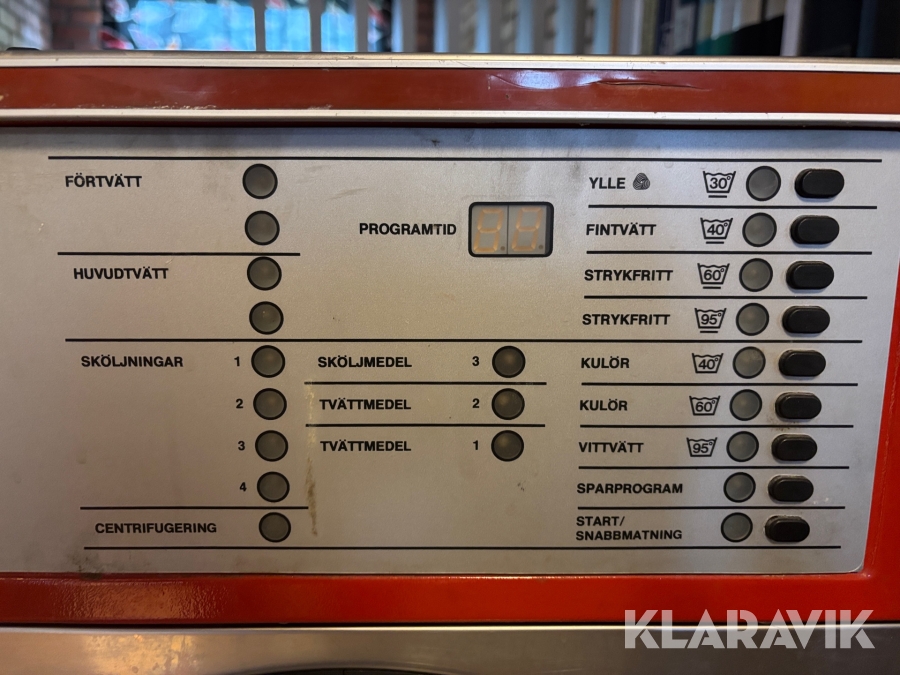 FÖRTVÄTT
HUVUDTVÄTT
SKÖLJNINGAR 1
2
3
4
CENTRIFUGERING
PROGRAMTID
SKÖLJMEDEL 3
TVÄTTMEDEL 2
TVÄTTMEDEL 1
YLLE 30°
FINTVÄTT 40°
STRYKFRITT 60°
STRYKFRITT 95°
KULÖR 40°
KULÖR 60°
VITTVÄTT 95°
SPARPROGRAM
START/
SNABBMATNING
KLARAVIK